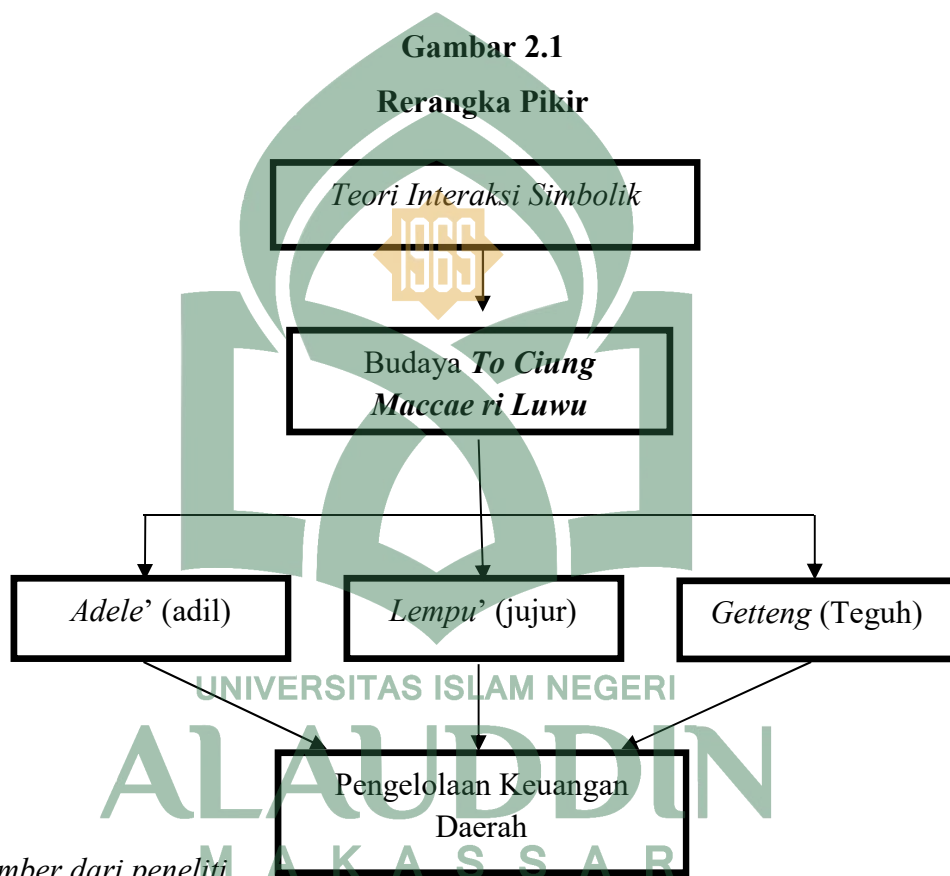 Gambar 2.1
Rerangka Pikir
Teori Interaksi Simbolik
1965
Budaya To Ciung
Maccae ri Luwu
Adele’ (adil)
Lempu’ (jujur)
Getteng (Teguh)
UNIVERSITAS ISLAM NEGERI
ALAUDDIN
Pengelolaan Keuangan
Daerah
MAKASSAR
dari peneliti